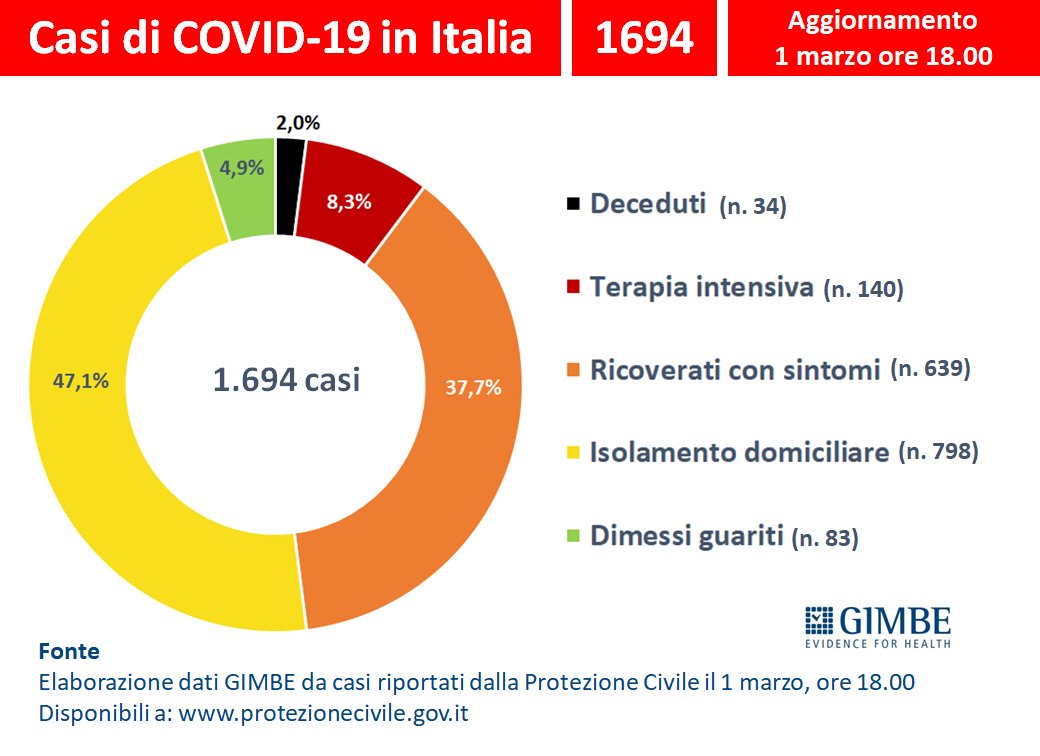 Casi di COVID-19 in Italia
1694
Aggiornamento
1 marzo ore 18.00
2,0%
4,9%
8,3%
47,1%
37,7%
1.694 casi
Deceduti (n. 34)
Terapia intensiva (n. 140)
Ricoverati con sintomi (n. 639)
Isolamento domiciliare (n. 798)
Dimessi guariti (n. 83)
GIMBE
EVIDENCE FOR HEALTH
Fonte
Elaborazione dati GIMBE da casi riportati dalla Protezione Civile il 1 marzo, ore 18.00
Disponibili a: www.protezionecivile.gov.it